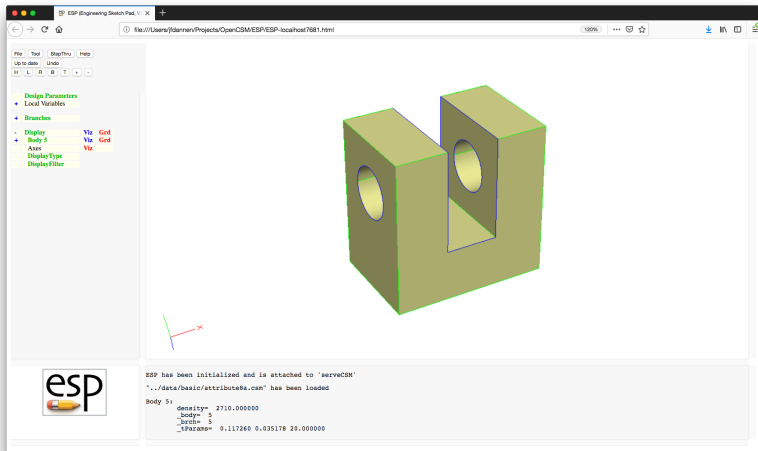 ESP (Engineering Sketch Pad, V
file:///Users/jfdannen/Projects/OpenCSM/ESP/ESP-localhost7681.html
120%
File Tool StepThru Help
Up to date Undo
H L R B T + -
Design Parameters
+ Local Variables
+ Branches
- Display Viz Grd
+ Body 5 Viz Grd
Axes Viz
DisplayType
DisplayFilter
X
esp
ESP has been initialized and is attached to 'serveCSM'
"../data/basic/attribute8a.csm" has been loaded
Body 5:
density= 2710.000000
_body= 5
_brch= 5
_tParams= 0.117260 0.035178 20.000000